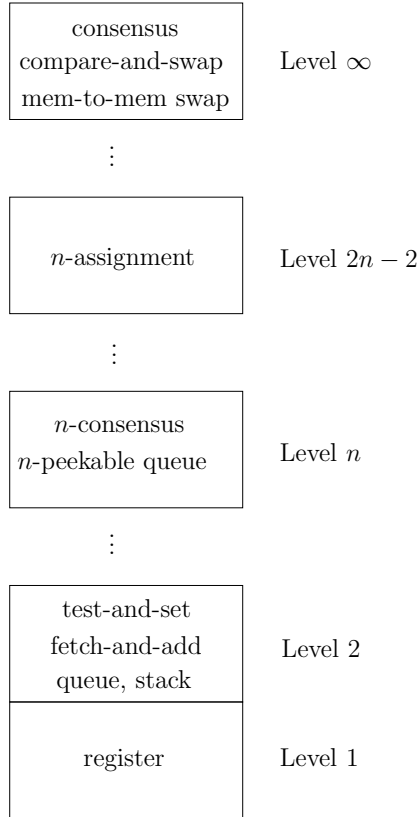 consensus
compare-and-swap
mem-to-mem swap
Level ∞
⋮
n-assignment
Level 2n − 2
⋮
n-consensus
n-peekable queue
Level n
⋮
test-and-set
fetch-and-add
queue, stack
Level 2
register
Level 1